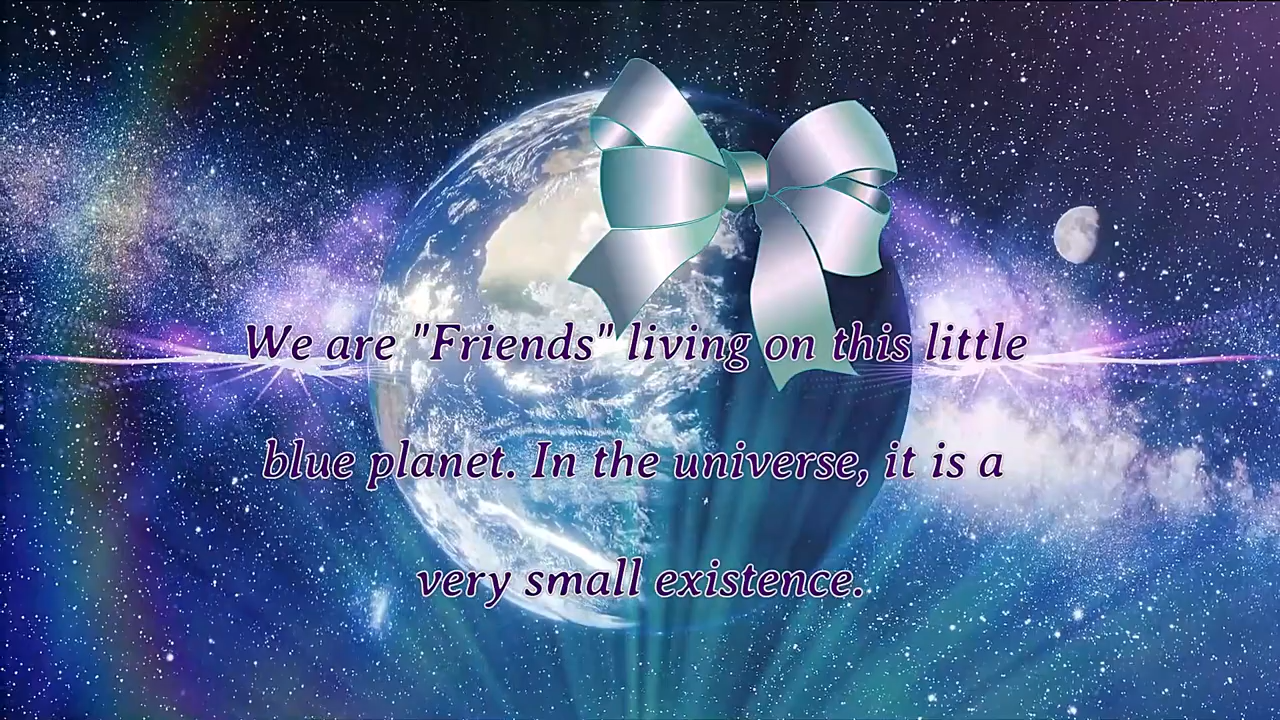 We are "Friends" living on this little
blue planet. In the universe, it is a
very small existence.